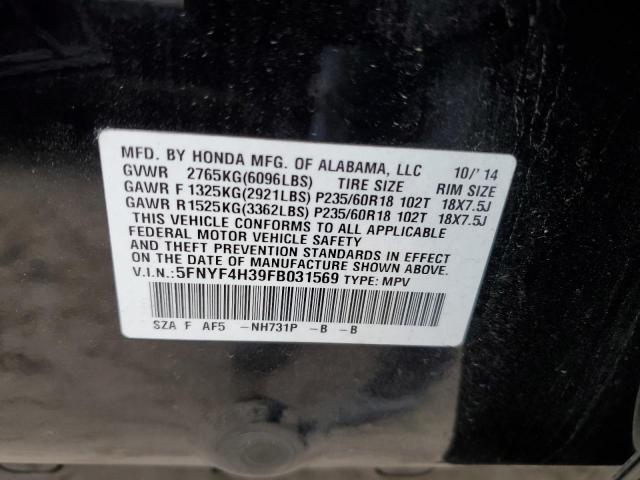 MFD. BY HONDA MFG. OF ALABAMA, LLC 10/'14
GVWR 2765KG(6096LBS) TIRE SIZE RIM SIZE
GAWR F 1325KG(2921LBS) P235/60R18 102T 18X7.5J
GAWR R 1525KG(3362LBS) P235/60R18 102T 18X7.5J
THIS VEHICLE CONFORMS TO ALL APPLICABLE
FEDERAL MOTOR VEHICLE SAFETY
AND THEFT PREVENTION STANDARDS IN EFFECT
ON THE DATE OF MANUFACTURE SHOWN ABOVE.
V.I.N.:5FNYF4H39FB031569 TYPE: MPV
SZA F AF5 -NH731P -B -B